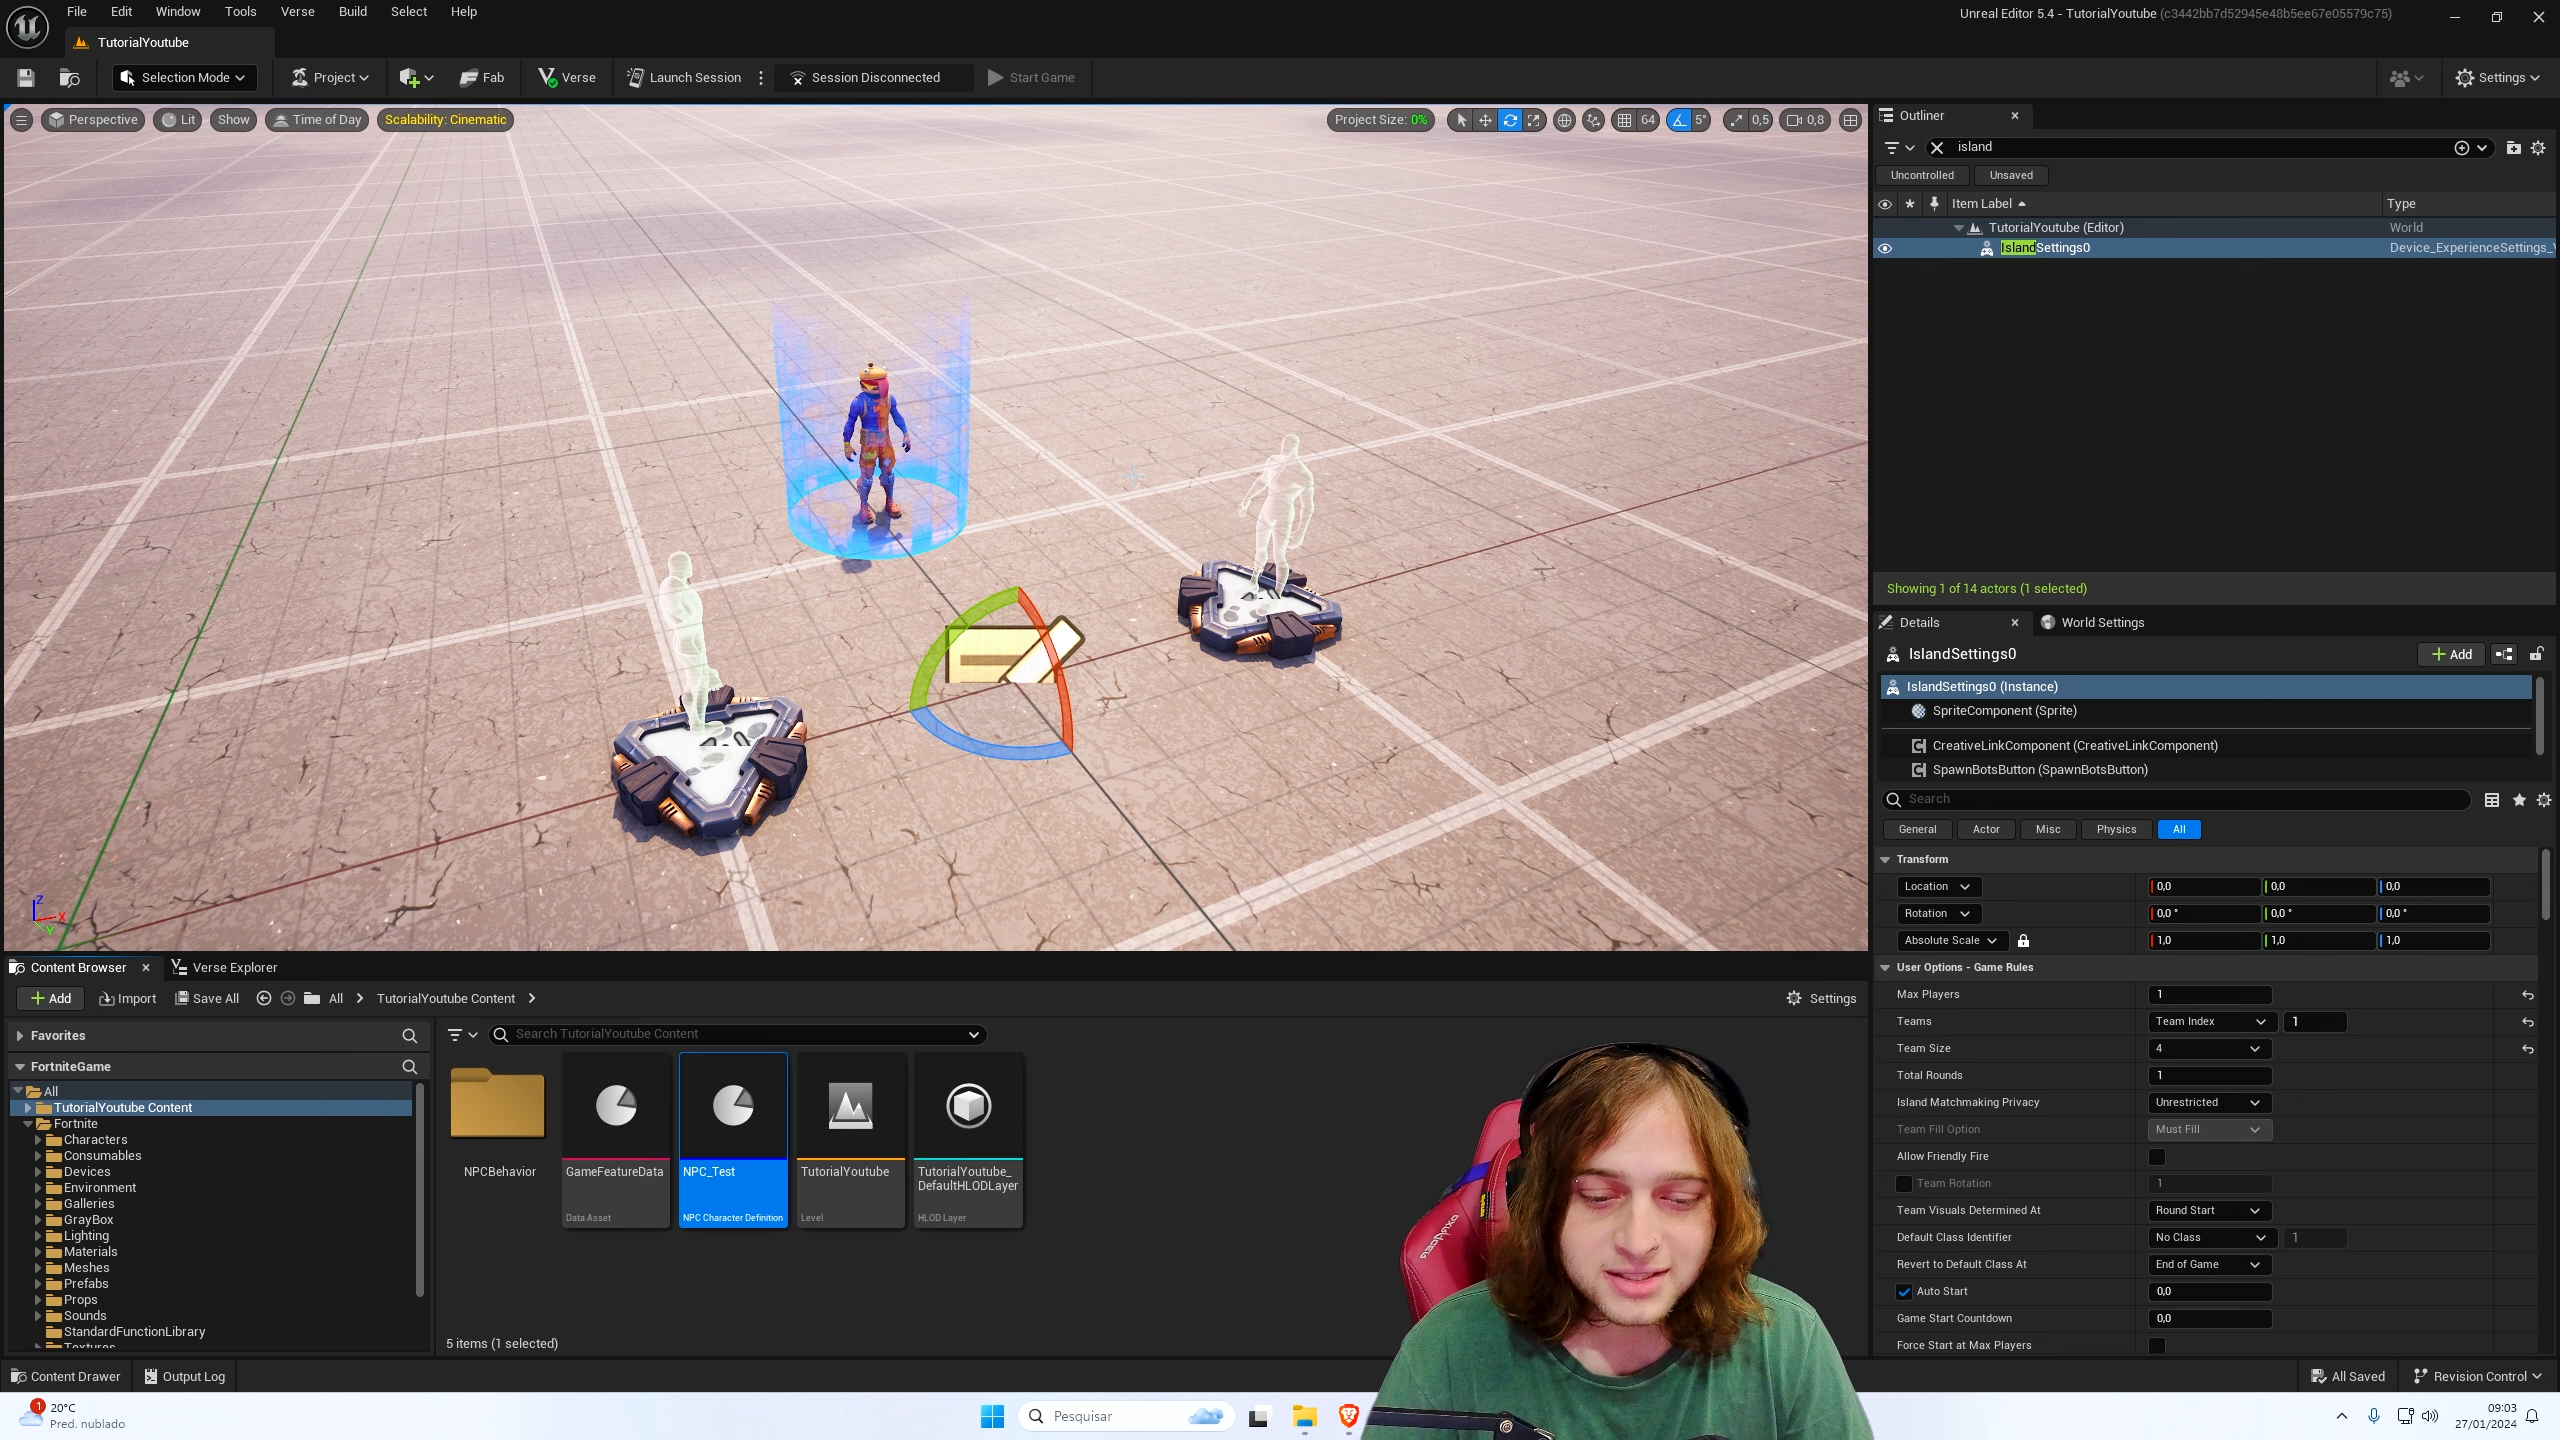 File Edit Window Tools Verse Build Select Help
Unreal Editor 5.4 - TutorialYoutube (c3442bb7d52945e48b5ee67e05579c75)
TutorialYoutube
Selection Mode Project Fab Verse Launch Session Session Disconnected Start Game Settings
Perspective Lit Show Time of Day Scalability: Cinematic Project Size: 0% 64 5° 0,5 0,8
Outliner
island
Uncontrolled Unsaved
Item Label Type
TutorialYoutube (Editor) World
IslandSettings0 Device_ExperienceSettings_V
Showing 1 of 14 actors (1 selected)
Details World Settings
IslandSettings0 Add
IslandSettings0 (Instance)
SpriteComponent (Sprite)
CreativeLinkComponent (CreativeLinkComponent)
SpawnBotsButton (SpawnBotsButton)
Search
General Actor Misc Physics All
Transform
Location 0,0 0,0 0,0
Rotation 0,0 ° 0,0 ° 0,0 °
Absolute Scale 1,0 1,0 1,0
User Options - Game Rules
Max Players 1
Teams Team Index 1
Team Size 4
Total Rounds 1
Island Matchmaking Privacy Unrestricted
Team Fill Option Must Fill
Allow Friendly Fire
Team Rotation 1
Team Visuals Determined At Round Start
Default Class Identifier No Class 1
Revert to Default Class At End of Game
Auto Start 0,0
Game Start Countdown 0,0
Force Start at Max Players
Z
X
Y
Content Browser Verse Explorer
Add Import Save All All TutorialYoutube Content Settings
Favorites
FortniteGame
All
TutorialYoutube Content
Fortnite
Characters
Consumables
Devices
Environment
Galleries
GrayBox
Lighting
Materials
Meshes
Prefabs
Props
Sounds
StandardFunctionLibrary
Textures
Search TutorialYoutube Content
NPCBehavior
GameFeatureData
Data Asset
NPC_Test
NPC Character Definition
TutorialYoutube
Level
TutorialYoutube_
DefaultHLODLayer
HLOD Layer
5 items (1 selected)
Content Drawer Output Log All Saved Revision Control
1
20°C
Pred. nublado
Pesquisar
09:03
27/01/2024